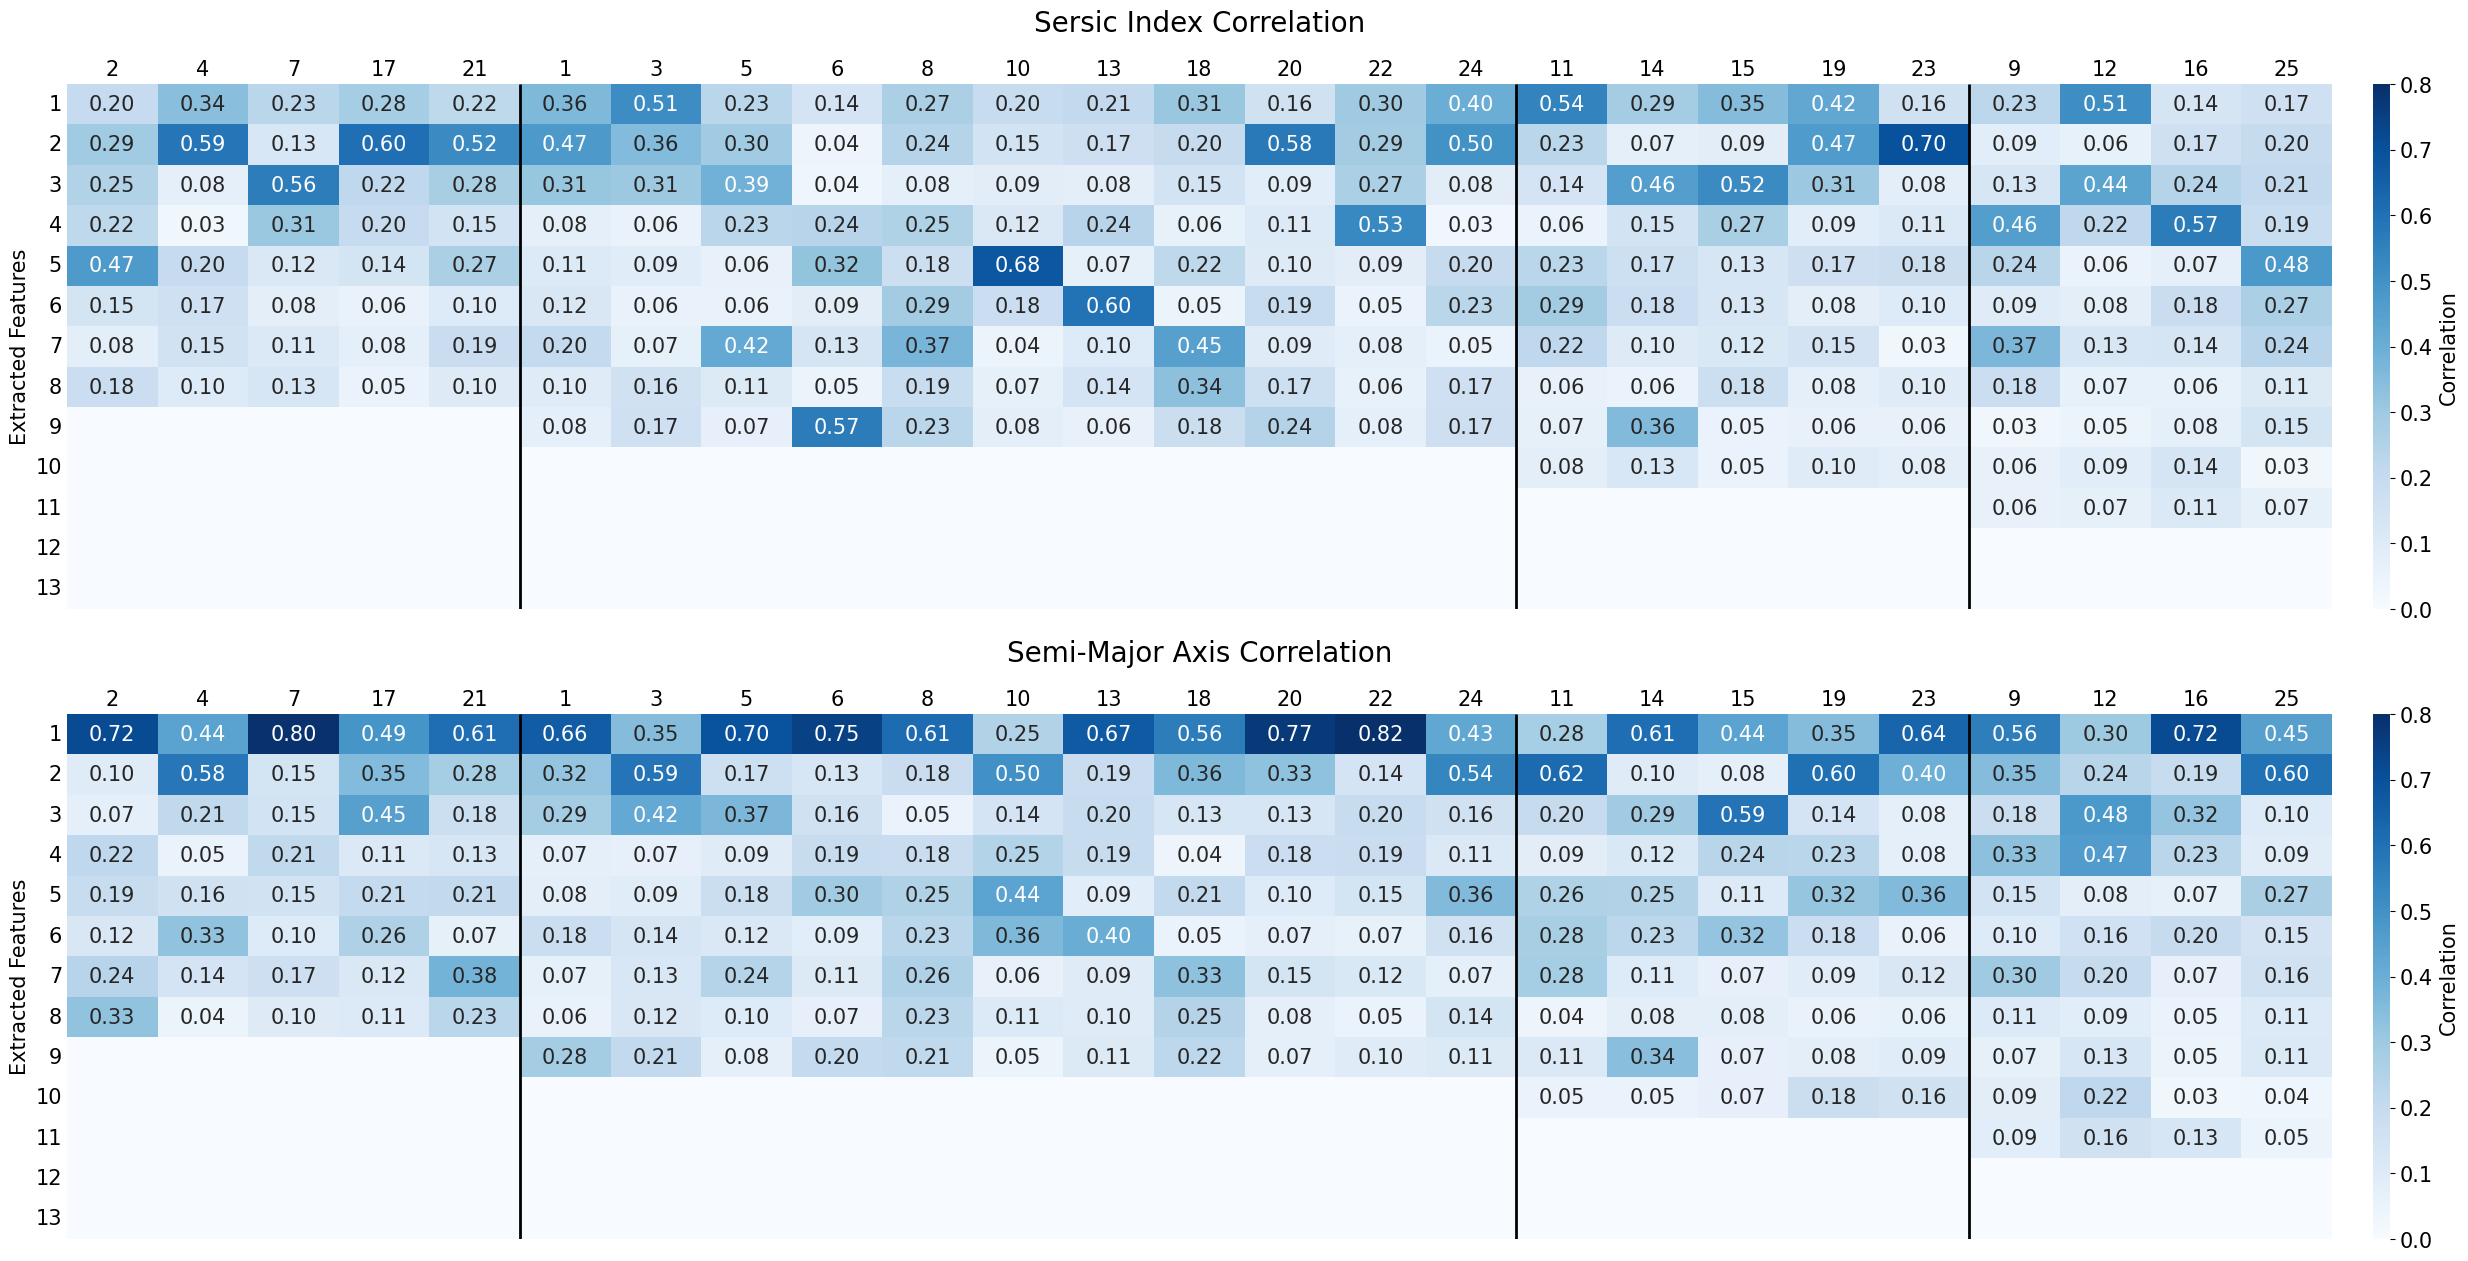 Sersic Index Correlation
2 4 7 17 21 1 3 5 6 8 10 13 18 20 22 24 11 14 15 19 23 9 12 16 25
1 0.20 0.34 0.23 0.28 0.22 0.36 0.51 0.23 0.14 0.27 0.20 0.21 0.31 0.16 0.30 0.40 0.54 0.29 0.35 0.42 0.16 0.23 0.51 0.14 0.17
2 0.29 0.59 0.13 0.60 0.52 0.47 0.36 0.30 0.04 0.24 0.15 0.17 0.20 0.58 0.29 0.50 0.23 0.07 0.09 0.47 0.70 0.09 0.06 0.17 0.20
3 0.25 0.08 0.56 0.22 0.28 0.31 0.31 0.39 0.04 0.08 0.09 0.08 0.15 0.09 0.27 0.08 0.14 0.46 0.52 0.31 0.08 0.13 0.44 0.24 0.21
4 0.22 0.03 0.31 0.20 0.15 0.08 0.06 0.23 0.24 0.25 0.12 0.24 0.06 0.11 0.53 0.03 0.06 0.15 0.27 0.09 0.11 0.46 0.22 0.57 0.19
5 0.47 0.20 0.12 0.14 0.27 0.11 0.09 0.06 0.32 0.18 0.68 0.07 0.22 0.10 0.09 0.20 0.23 0.17 0.13 0.17 0.18 0.24 0.06 0.07 0.48
6 0.15 0.17 0.08 0.06 0.10 0.12 0.06 0.06 0.09 0.29 0.18 0.60 0.05 0.19 0.05 0.23 0.29 0.18 0.13 0.08 0.10 0.09 0.08 0.18 0.27
7 0.08 0.15 0.11 0.08 0.19 0.20 0.07 0.42 0.13 0.37 0.04 0.10 0.45 0.09 0.08 0.05 0.22 0.10 0.12 0.15 0.03 0.37 0.13 0.14 0.24
8 0.18 0.10 0.13 0.05 0.10 0.10 0.16 0.11 0.05 0.19 0.07 0.14 0.34 0.17 0.06 0.17 0.06 0.06 0.18 0.08 0.10 0.18 0.07 0.06 0.11
9 0.08 0.17 0.07 0.57 0.23 0.08 0.06 0.18 0.24 0.08 0.17 0.07 0.36 0.05 0.06 0.06 0.03 0.05 0.08 0.15
10 0.08 0.13 0.05 0.10 0.08 0.06 0.09 0.14 0.03
11 0.06 0.07 0.11 0.07
12
13
Extracted Features
0.8
0.7
0.6
0.5
0.4
0.3
0.2
0.1
0.0
Correlation
Semi-Major Axis Correlation
2 4 7 17 21 1 3 5 6 8 10 13 18 20 22 24 11 14 15 19 23 9 12 16 25
1 0.72 0.44 0.80 0.49 0.61 0.66 0.35 0.70 0.75 0.61 0.25 0.67 0.56 0.77 0.82 0.43 0.28 0.61 0.44 0.35 0.64 0.56 0.30 0.72 0.45
2 0.10 0.58 0.15 0.35 0.28 0.32 0.59 0.17 0.13 0.18 0.50 0.19 0.36 0.33 0.14 0.54 0.62 0.10 0.08 0.60 0.40 0.35 0.24 0.19 0.60
3 0.07 0.21 0.15 0.45 0.18 0.29 0.42 0.37 0.16 0.05 0.14 0.20 0.13 0.13 0.20 0.16 0.20 0.29 0.59 0.14 0.08 0.18 0.48 0.32 0.10
4 0.22 0.05 0.21 0.11 0.13 0.07 0.07 0.09 0.19 0.18 0.25 0.19 0.04 0.18 0.19 0.11 0.09 0.12 0.24 0.23 0.08 0.33 0.47 0.23 0.09
5 0.19 0.16 0.15 0.21 0.21 0.08 0.09 0.18 0.30 0.25 0.44 0.09 0.21 0.10 0.15 0.36 0.26 0.25 0.11 0.32 0.36 0.15 0.08 0.07 0.27
6 0.12 0.33 0.10 0.26 0.07 0.18 0.14 0.12 0.09 0.23 0.36 0.40 0.05 0.07 0.07 0.16 0.28 0.23 0.32 0.18 0.06 0.10 0.16 0.20 0.15
7 0.24 0.14 0.17 0.12 0.38 0.07 0.13 0.24 0.11 0.26 0.06 0.09 0.33 0.15 0.12 0.07 0.28 0.11 0.07 0.09 0.12 0.30 0.20 0.07 0.16
8 0.33 0.04 0.10 0.11 0.23 0.06 0.12 0.10 0.07 0.23 0.11 0.10 0.25 0.08 0.05 0.14 0.04 0.08 0.08 0.06 0.06 0.11 0.09 0.05 0.11
9 0.28 0.21 0.08 0.20 0.21 0.05 0.11 0.22 0.07 0.10 0.11 0.11 0.34 0.07 0.08 0.09 0.07 0.13 0.05 0.11
10 0.05 0.05 0.07 0.18 0.16 0.09 0.22 0.03 0.04
11 0.09 0.16 0.13 0.05
12
13
Extracted Features
0.8
0.7
0.6
0.5
0.4
0.3
0.2
0.1
0.0
Correlation